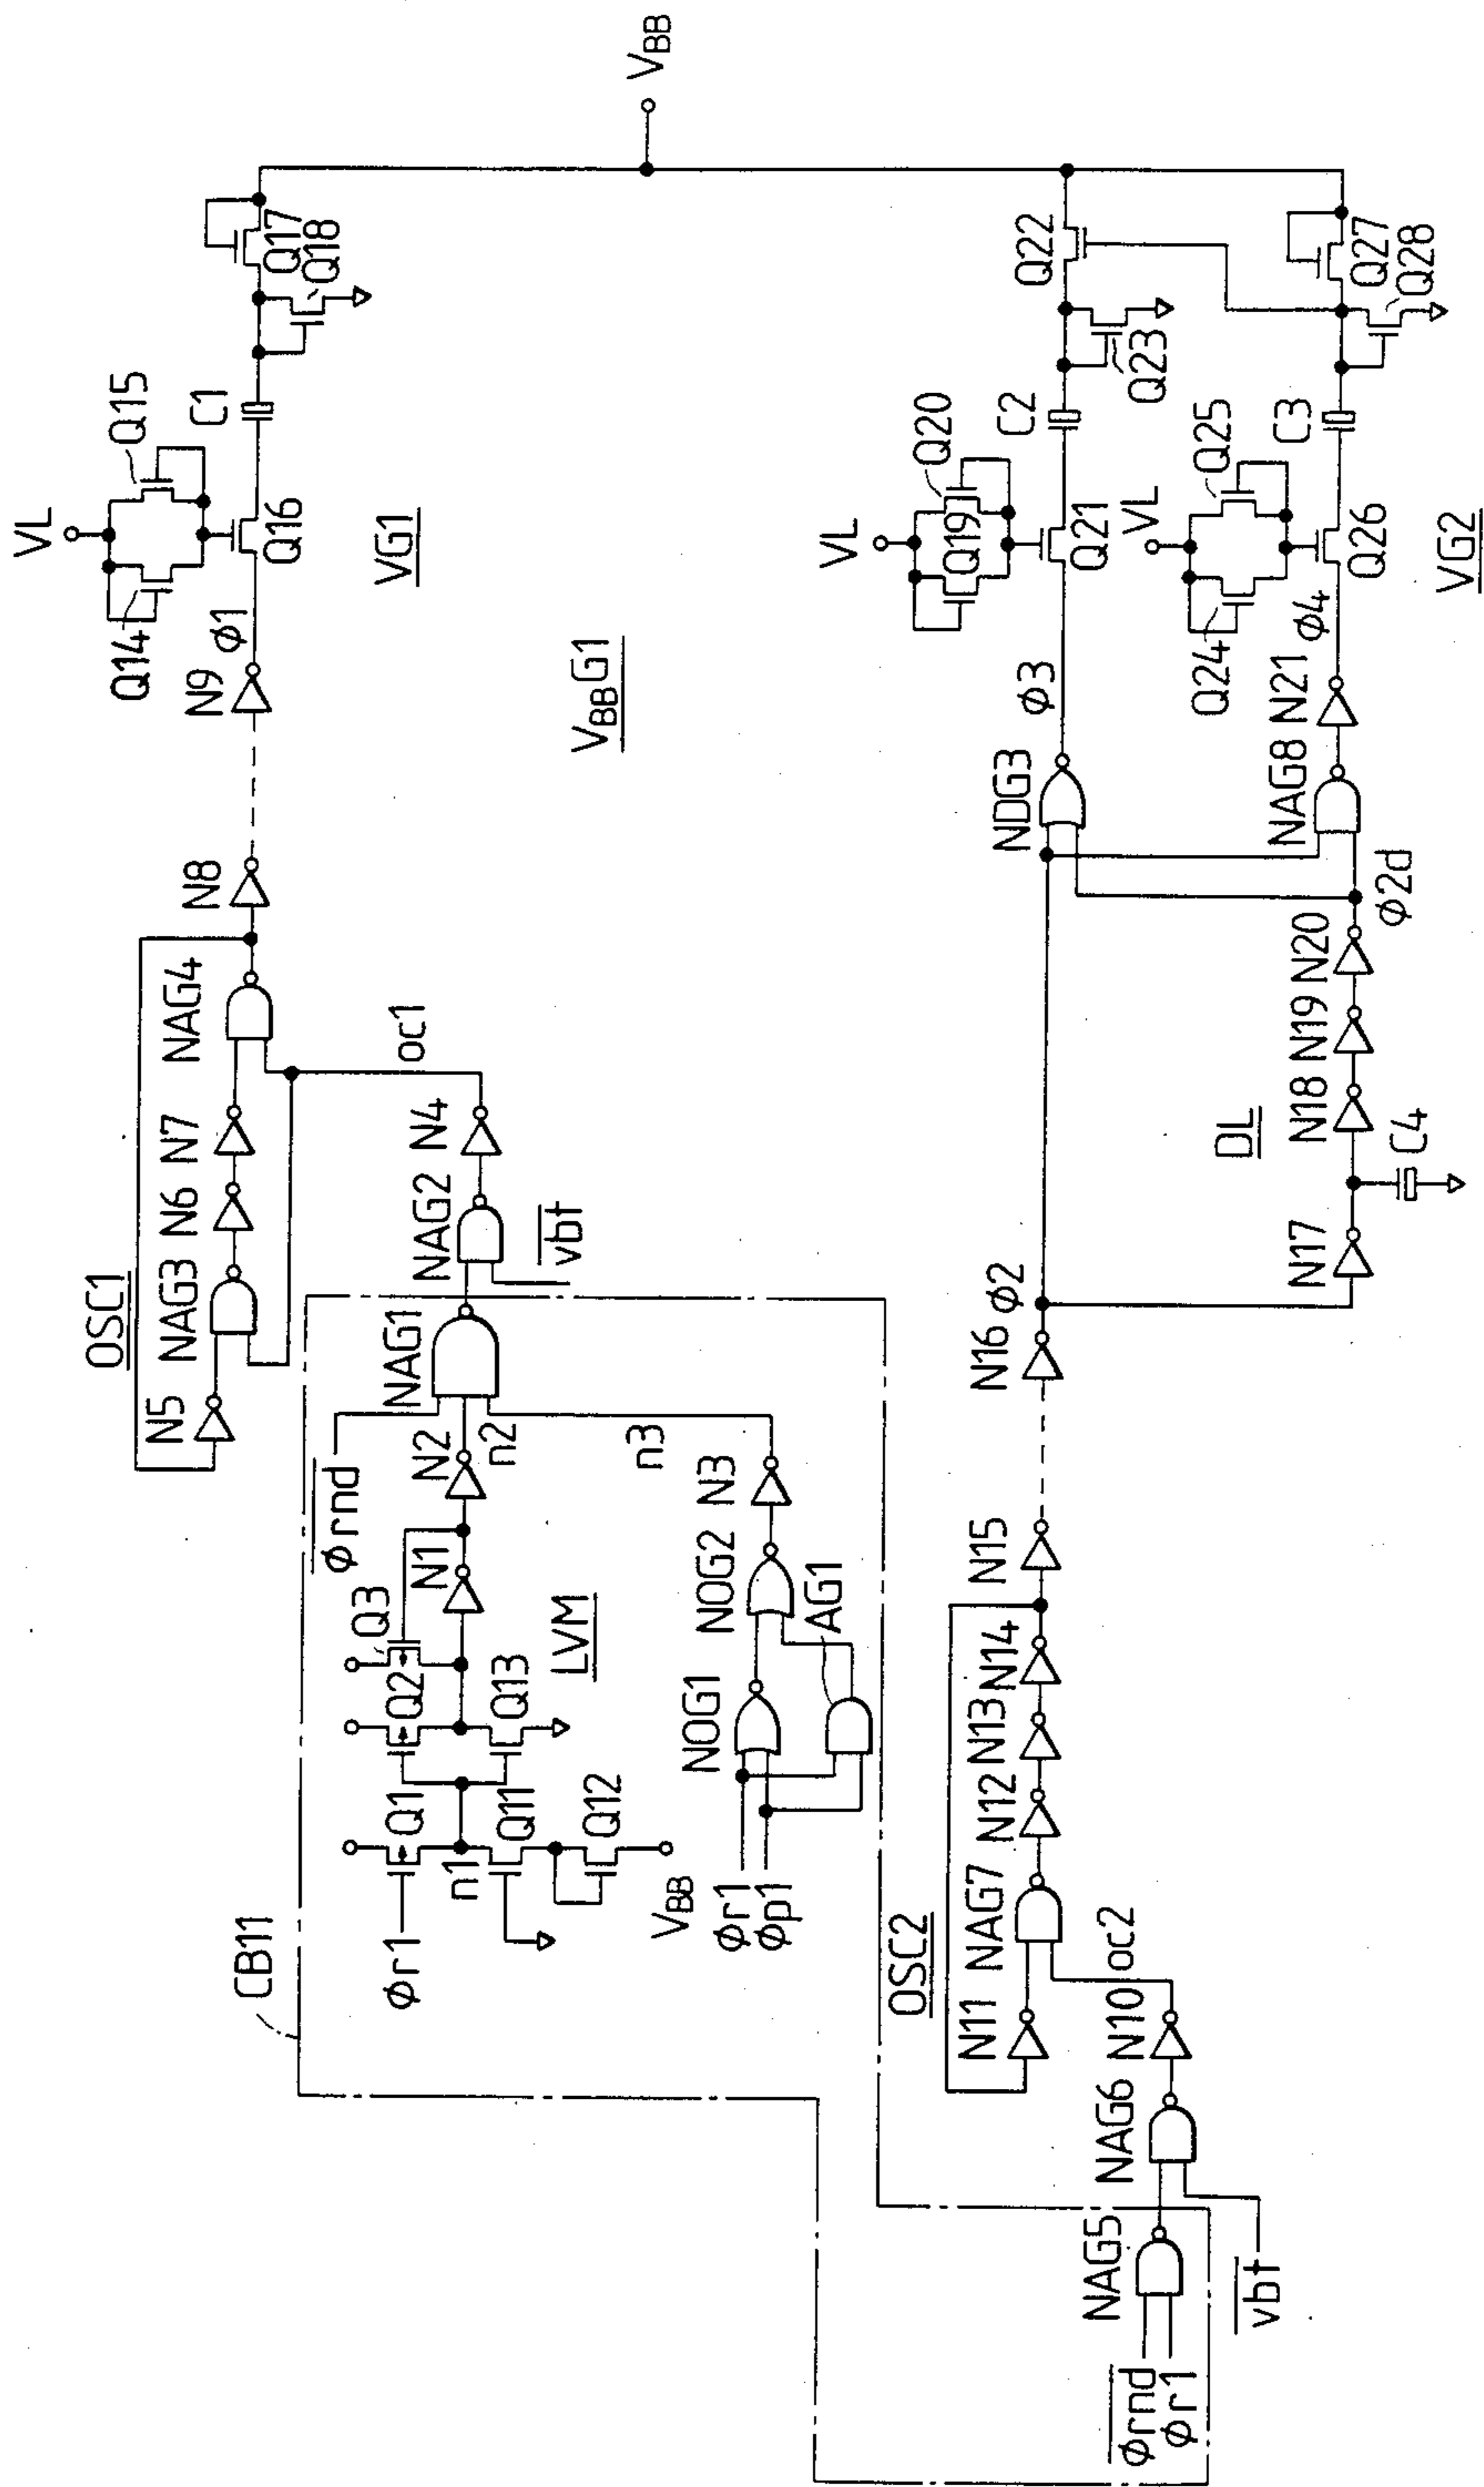 VL
Q14
Q15
C1
Q16
Q17
Q18
VG1
N9
φ1
N8
NAG4
OSC1
N5
NAG3
N6
N7
oc1
N4
NAG2
vbt
VBB
VBBG1
CB11
φrnd
NAG1
N2
n2
n3
N1
Q3
Q2
Q1
φr1
n1
Q11
Q12
Q13
VBB
LVM
φr1
φp1
NOG1
NOG2
N3
AG1
OSC2
N11
NAG7
N12
N13
N14
N15
N16
φ2
oc2
N10
NAG6
NAG5
φrnd
φr1
vbt
NDG3
φ3
VL
Q19
Q20
Q21
C2
Q22
Q23
DL
N17
C4
N18
N19
N20
φ2d
NAG8
N21
φ4
VL
Q24
Q25
Q26
C3
Q27
Q28
VG2